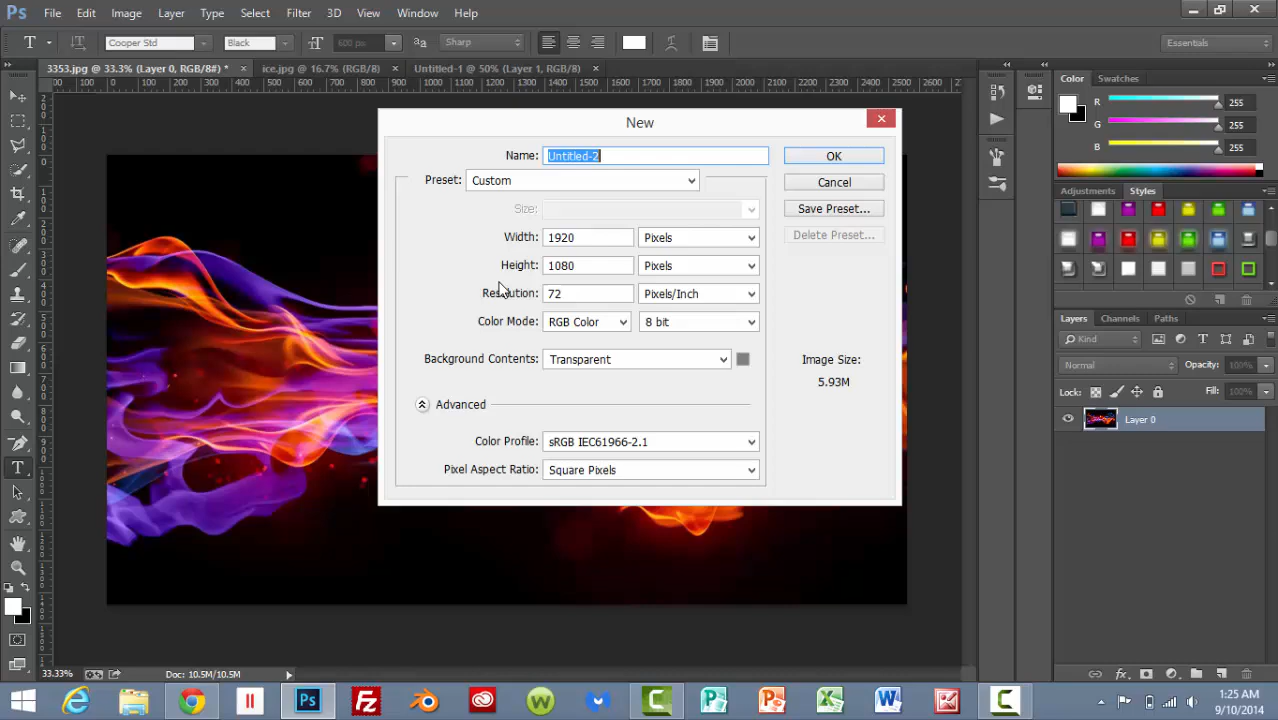 Ps File Edit Image Layer Type Select Filter 3D View Window Help
T Cooper Std Black 600 px aa Sharp Essentials
3353.jpg @ 33.3% (Layer 0, RGB/8#) * × ice.jpg @ 16.7% (RGB/8) × Untitled-1 @ 50% (Layer 1, RGB/8) ×
Color Swatches
R 255
G 255
B 255
Adjustments Styles
New
Name: Untitled-2 OK
Preset: Custom Cancel
Size: Save Preset...
Width: 1920 Pixels Delete Preset...
Height: 1080 Pixels
Resolution: 72 Pixels/Inch
Color Mode: RGB Color 8 bit
Background Contents: Transparent Image Size:
5.93M
Advanced
Color Profile: sRGB IEC61966-2.1
Pixel Aspect Ratio: Square Pixels
Layers Channels Paths
Kind
Normal Opacity: 100%
Lock: Fill: 100%
Layer 0
33.33% Doc: 10.5M/10.5M
1:25 AM
9/10/2014